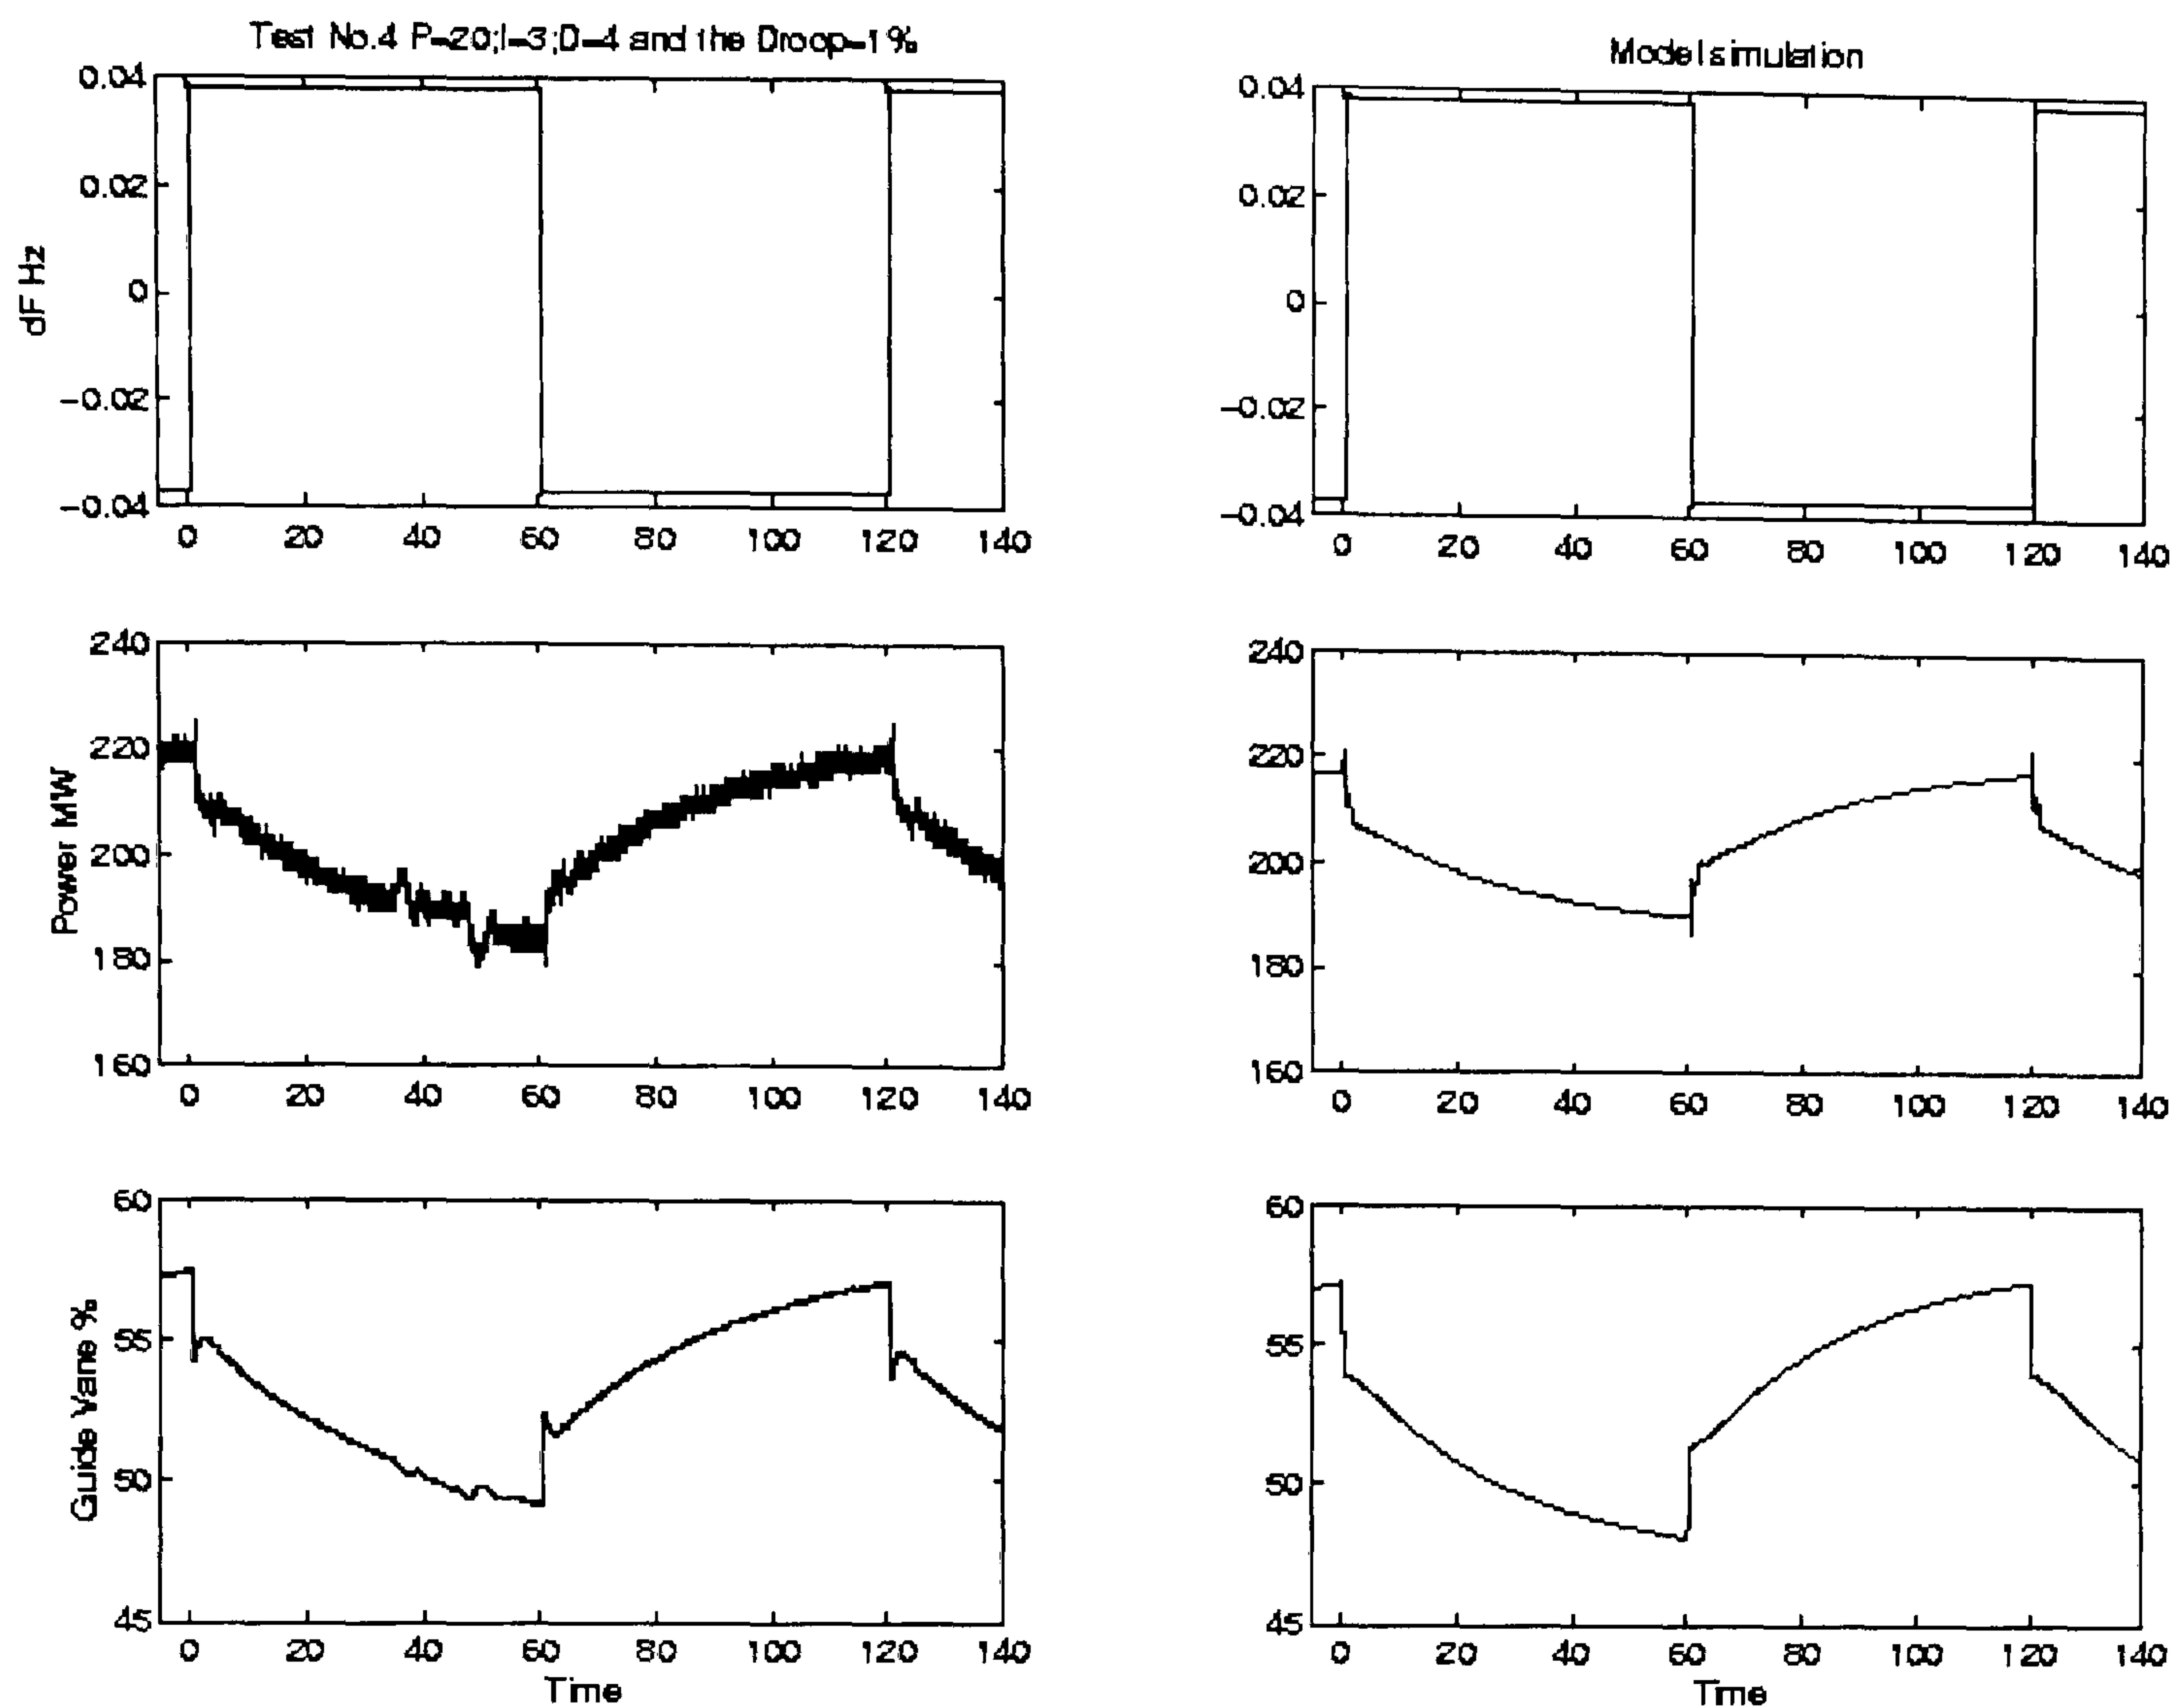 Test No.4 P=20;I=3;D=4 and the Droop=1%
0.04
0.02
0
-0.02
-0.04
dF Hz
0 20 40 60 80 100 120 140
Model simulation
0.04
0.02
0
-0.02
-0.04
0 20 40 60 80 100 120 140
240
220
200
180
160
Power MW
0 20 40 60 80 100 120 140
240
220
200
180
160
0 20 40 60 80 100 120 140
60
55
50
45
Guide Vane %
0 20 40 60 80 100 120 140
Time
60
55
50
45
0 20 40 60 80 100 120 140
Time